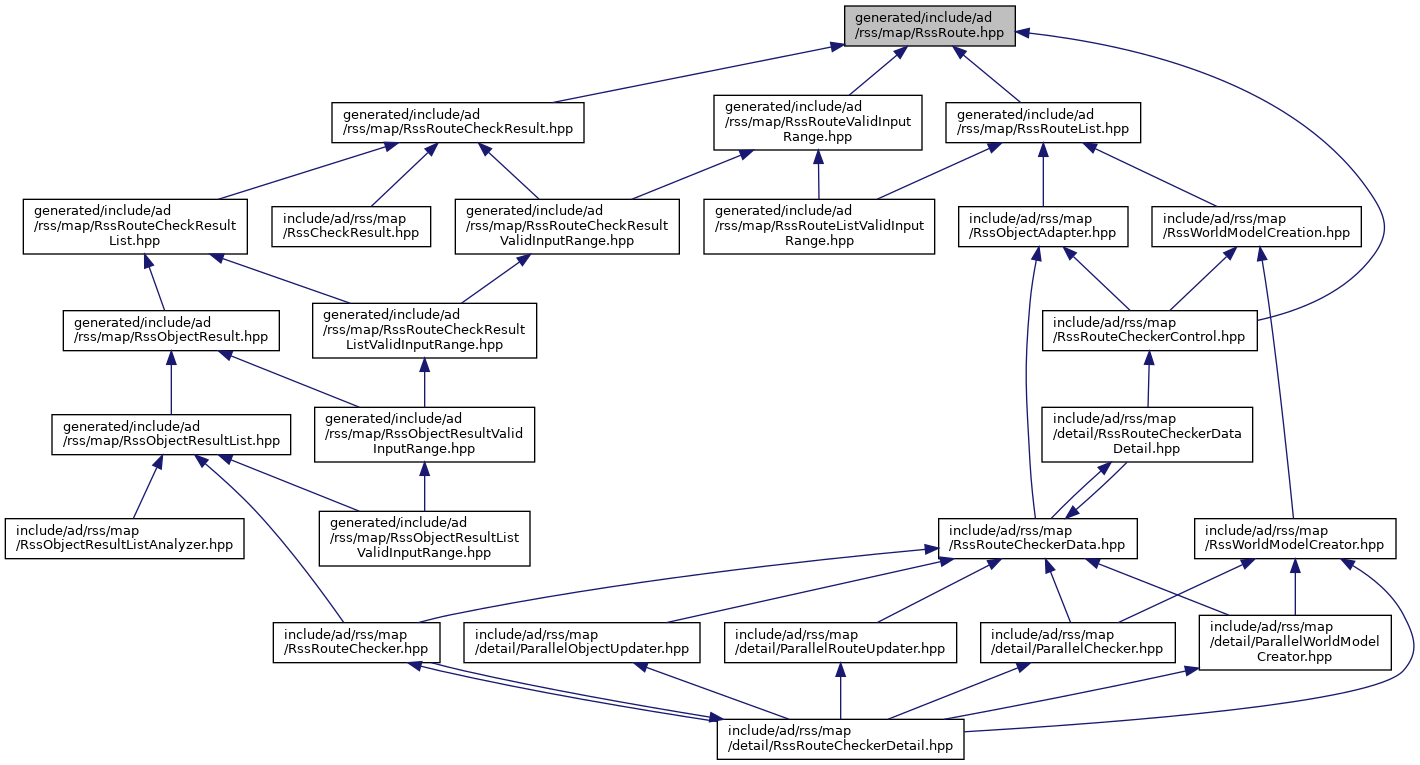 generated/include/ad
/rss/map/RssRoute.hpp
generated/include/ad
/rss/map/RssRouteCheckResult.hpp
generated/include/ad
/rss/map/RssRouteValidInput
Range.hpp
generated/include/ad
/rss/map/RssRouteList.hpp
generated/include/ad
/rss/map/RssRouteCheckResult
List.hpp
include/ad/rss/map
/RssCheckResult.hpp
generated/include/ad
/rss/map/RssRouteCheckResult
ValidInputRange.hpp
generated/include/ad
/rss/map/RssRouteListValidInput
Range.hpp
include/ad/rss/map
/RssObjectAdapter.hpp
include/ad/rss/map
/RssWorldModelCreation.hpp
generated/include/ad
/rss/map/RssObjectResult.hpp
generated/include/ad
/rss/map/RssRouteCheckResult
ListValidInputRange.hpp
include/ad/rss/map
/RssRouteCheckerControl.hpp
generated/include/ad
/rss/map/RssObjectResultList.hpp
generated/include/ad
/rss/map/RssObjectResultValid
InputRange.hpp
include/ad/rss/map
/detail/RssRouteCheckerData
Detail.hpp
include/ad/rss/map
/RssObjectResultListAnalyzer.hpp
generated/include/ad
/rss/map/RssObjectResultList
ValidInputRange.hpp
include/ad/rss/map
/RssRouteCheckerData.hpp
include/ad/rss/map
/RssWorldModelCreator.hpp
include/ad/rss/map
/RssRouteChecker.hpp
include/ad/rss/map
/detail/ParallelObjectUpdater.hpp
include/ad/rss/map
/detail/ParallelRouteUpdater.hpp
include/ad/rss/map
/detail/ParallelChecker.hpp
include/ad/rss/map
/detail/ParallelWorldModel
Creator.hpp
include/ad/rss/map
/detail/RssRouteCheckerDetail.hpp